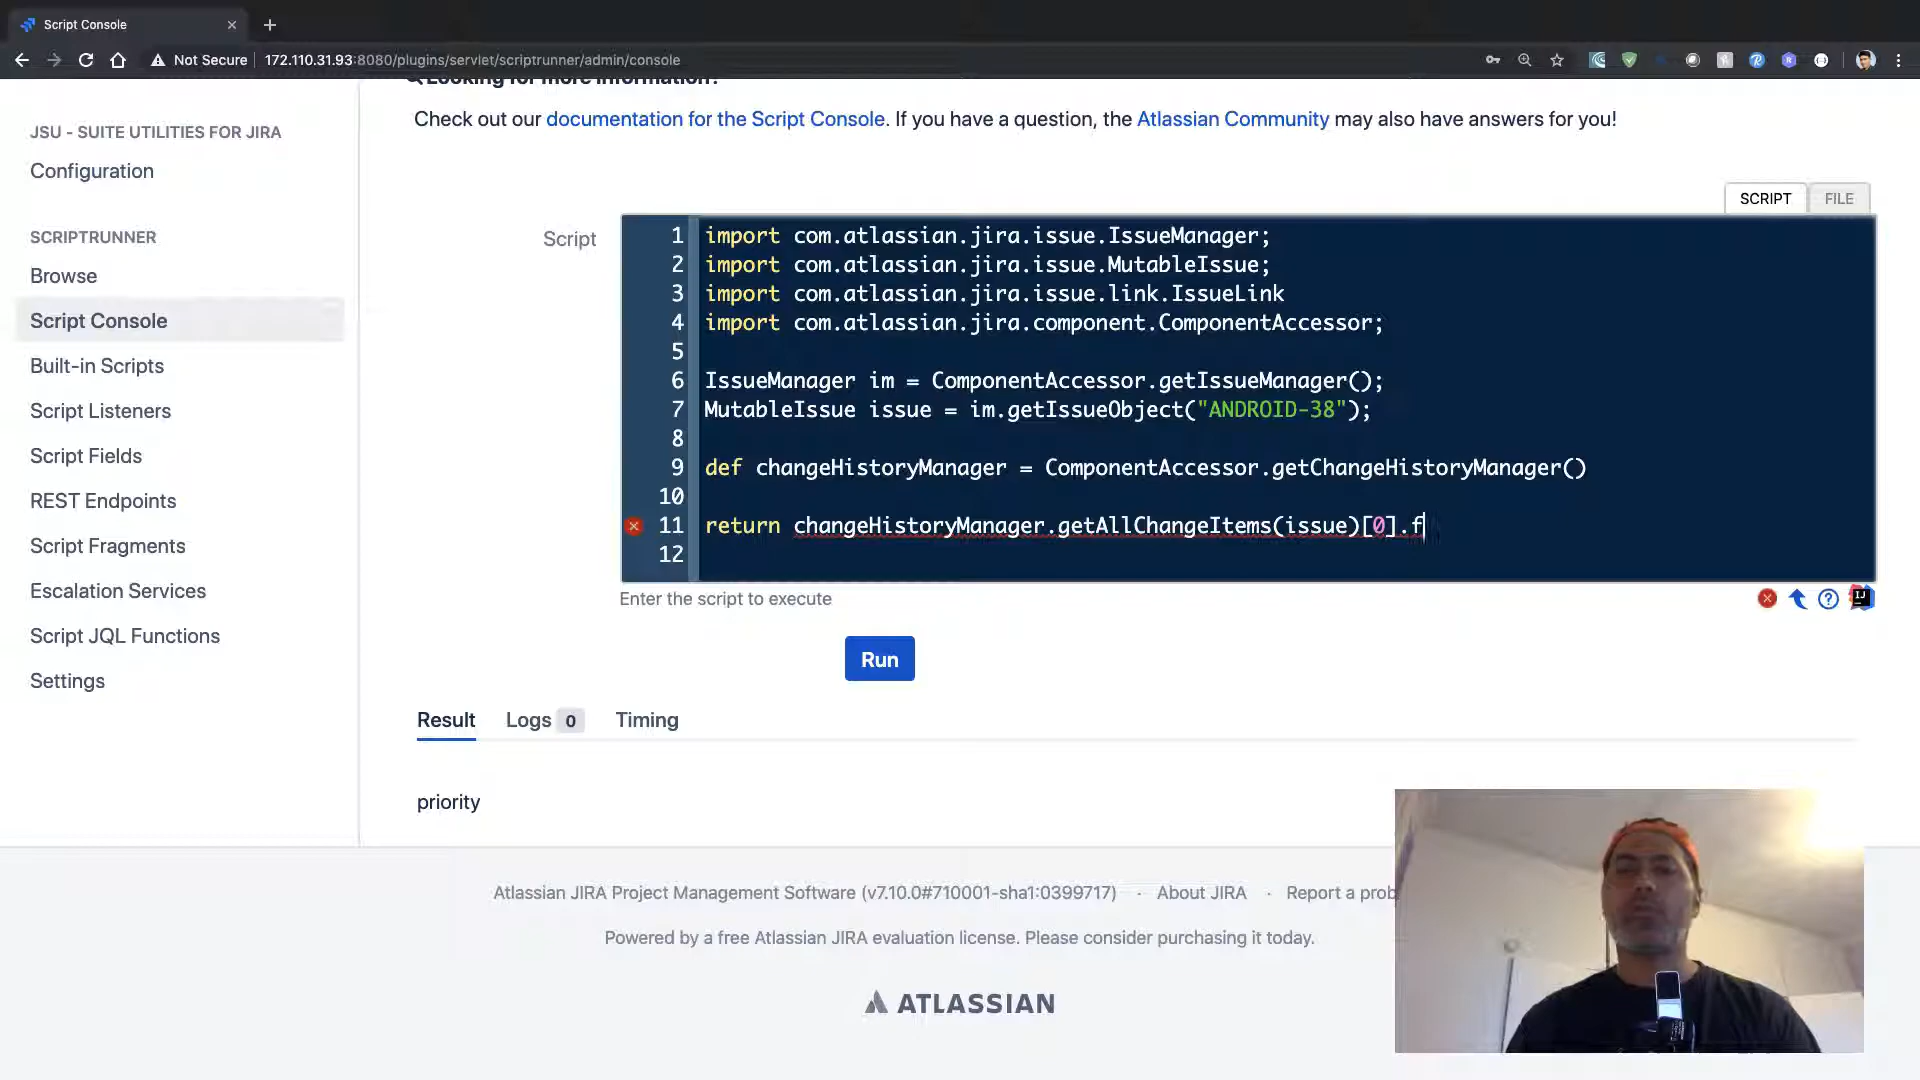 Script Console
Not Secure
172.110.31.93:8080/plugins/servlet/scriptrunner/admin/console
Looking for more information?
JSU - SUITE UTILITIES FOR JIRA
Configuration
SCRIPTRUNNER
Browse
Script Console
Built-in Scripts
Script Listeners
Script Fields
REST Endpoints
Script Fragments
Escalation Services
Script JQL Functions
Settings
Check out our documentation for the Script Console. If you have a question, the Atlassian Community may also have answers for you!
SCRIPT FILE
Script
1 import com.atlassian.jira.issue.IssueManager;
2 import com.atlassian.jira.issue.MutableIssue;
3 import com.atlassian.jira.issue.link.IssueLink
4 import com.atlassian.jira.component.ComponentAccessor;
5
6 IssueManager im = ComponentAccessor.getIssueManager();
7 MutableIssue issue = im.getIssueObject("ANDROID-38");
8
9 def changeHistoryManager = ComponentAccessor.getChangeHistoryManager()
10
11 return changeHistoryManager.getAllChangeItems(issue)[0].f
12
Enter the script to execute
IJ
Run
Result Logs 0 Timing
priority
Atlassian JIRA Project Management Software (v7.10.0#710001-sha1:0399717) · About JIRA · Report a prob
Powered by a free Atlassian JIRA evaluation license. Please consider purchasing it today.
ATLASSIAN